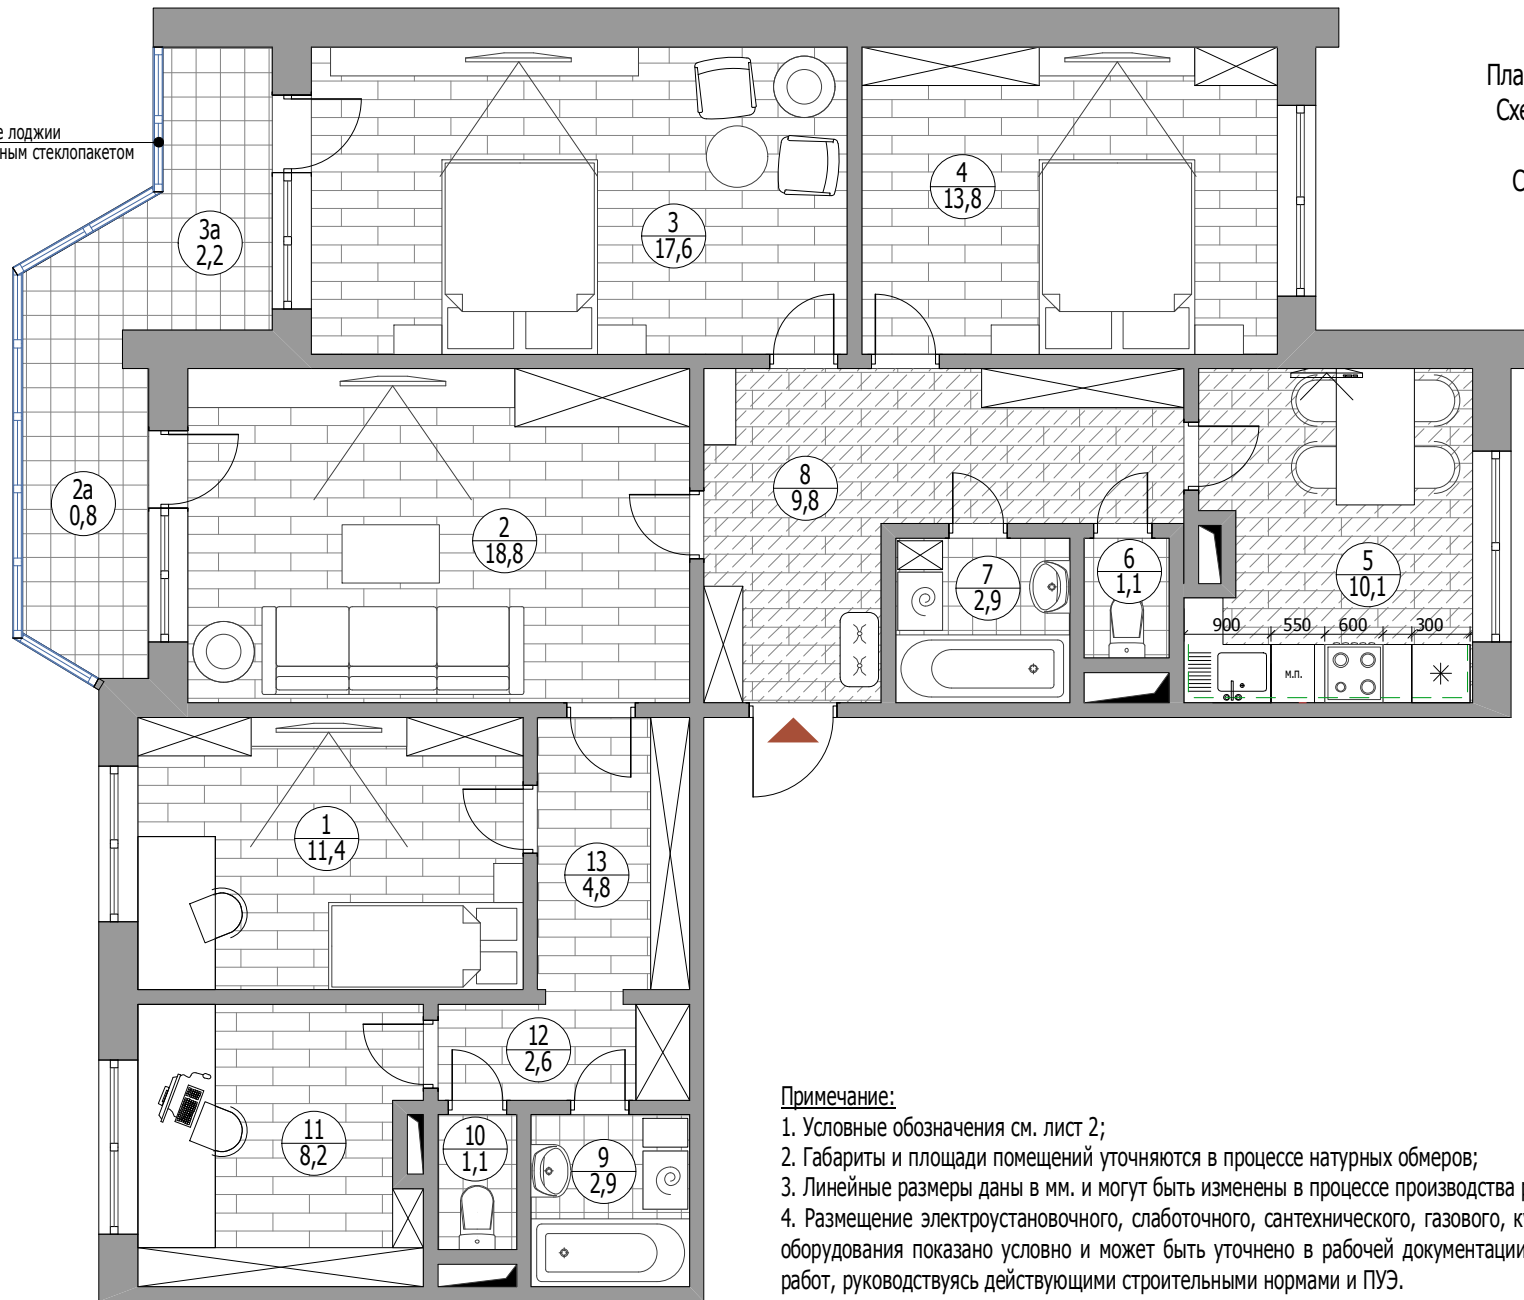 лоджии
стеклопакетом
3а
2,2
3
17,6
4
13,8
2а
0,8
2
18,8
8
9,8
7
2,9
6
1,1
5
10,1
900 550 600 300
м.п.
1
11,4
13
4,8
12
2,6
11
8,2
10
1,1
9
2,9
Примечание:
1. Условные обозначения см. лист 2;
2. Габариты и площади помещений уточняются в процессе натурных обмеров;
3. Линейные размеры даны в мм. и могут быть изменены в процессе производства
4. Размещение электроустановочного, слаботочного, сантехнического, газового,
оборудования показано условно и может быть уточнено в рабочей документации
работ, руководствуясь действующими строительными нормами и ПУЭ.